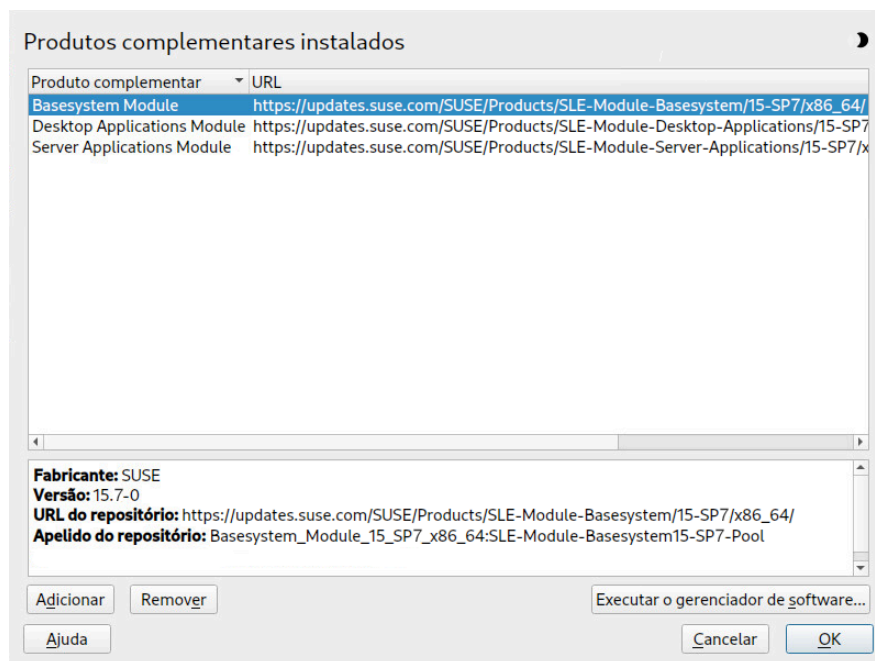 Produtos complementares instalados
Produto complementar URL
Basesystem Module https://updates.suse.com/SUSE/Products/SLE-Module-Basesystem/15-SP7/x86_64/
Desktop Applications Module https://updates.suse.com/SUSE/Products/SLE-Module-Desktop-Applications/15-SP7
Server Applications Module https://updates.suse.com/SUSE/Products/SLE-Module-Server-Applications/15-SP7/x
Fabricante: SUSE
Versão: 15.7-0
URL do repositório: https://updates.suse.com/SUSE/Products/SLE-Module-Basesystem/15-SP7/x86_64/
Apelido do repositório: Basesystem_Module_15_SP7_x86_64:SLE-Module-Basesystem15-SP7-Pool
Adicionar Remover Executar o gerenciador de software...
Ajuda Cancelar OK